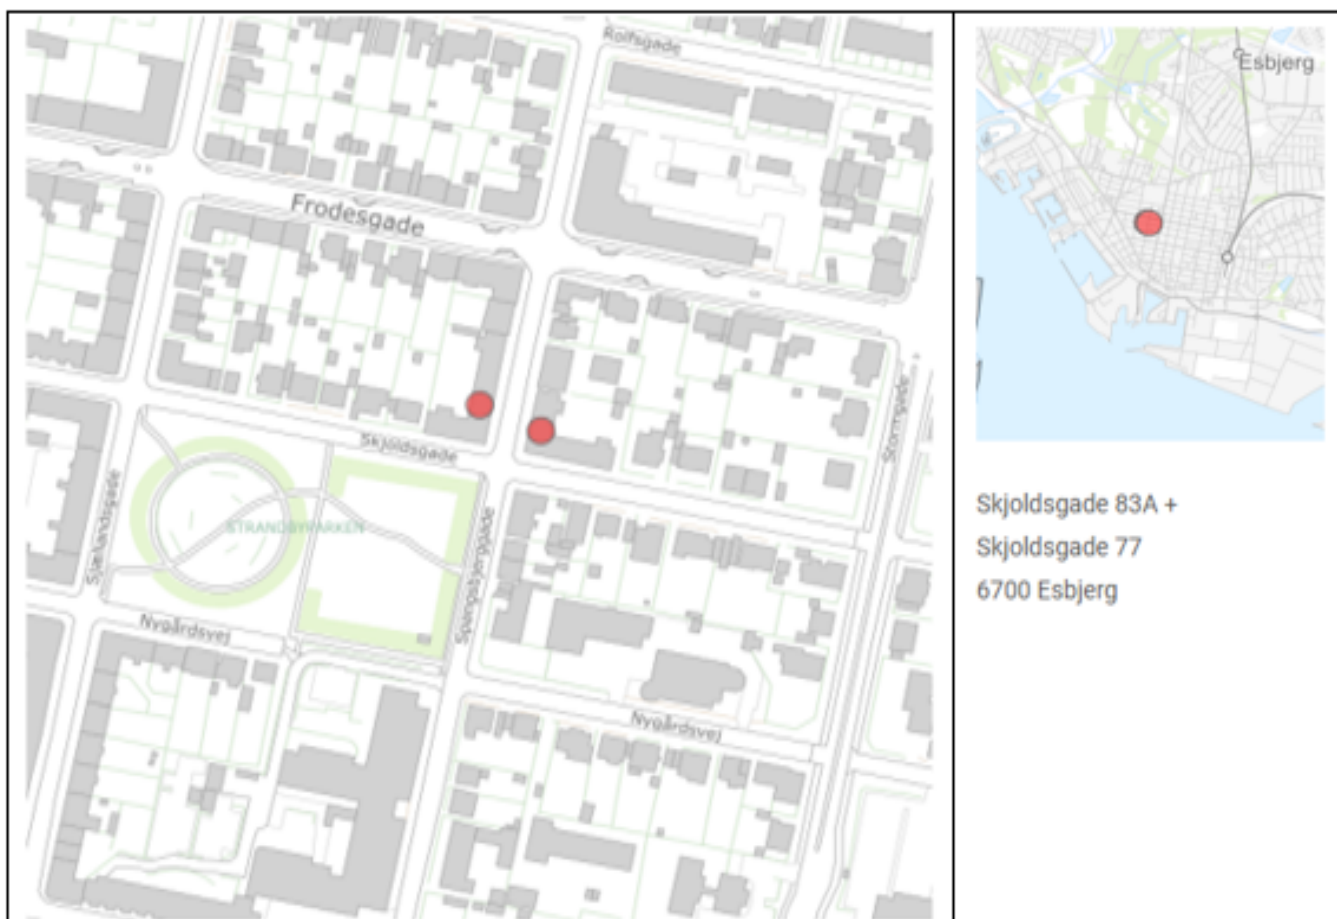 Rolfsgade
Frodesgade
Skjoldsgade
Stormgade
STRANDBYPARKEN
Sjællandsgade
Spangsbjerggade
Nygårdsvej
Nygårdsvej
Esbjerg
Skjoldsgade 83A +
Skjoldsgade 77
6700 Esbjerg